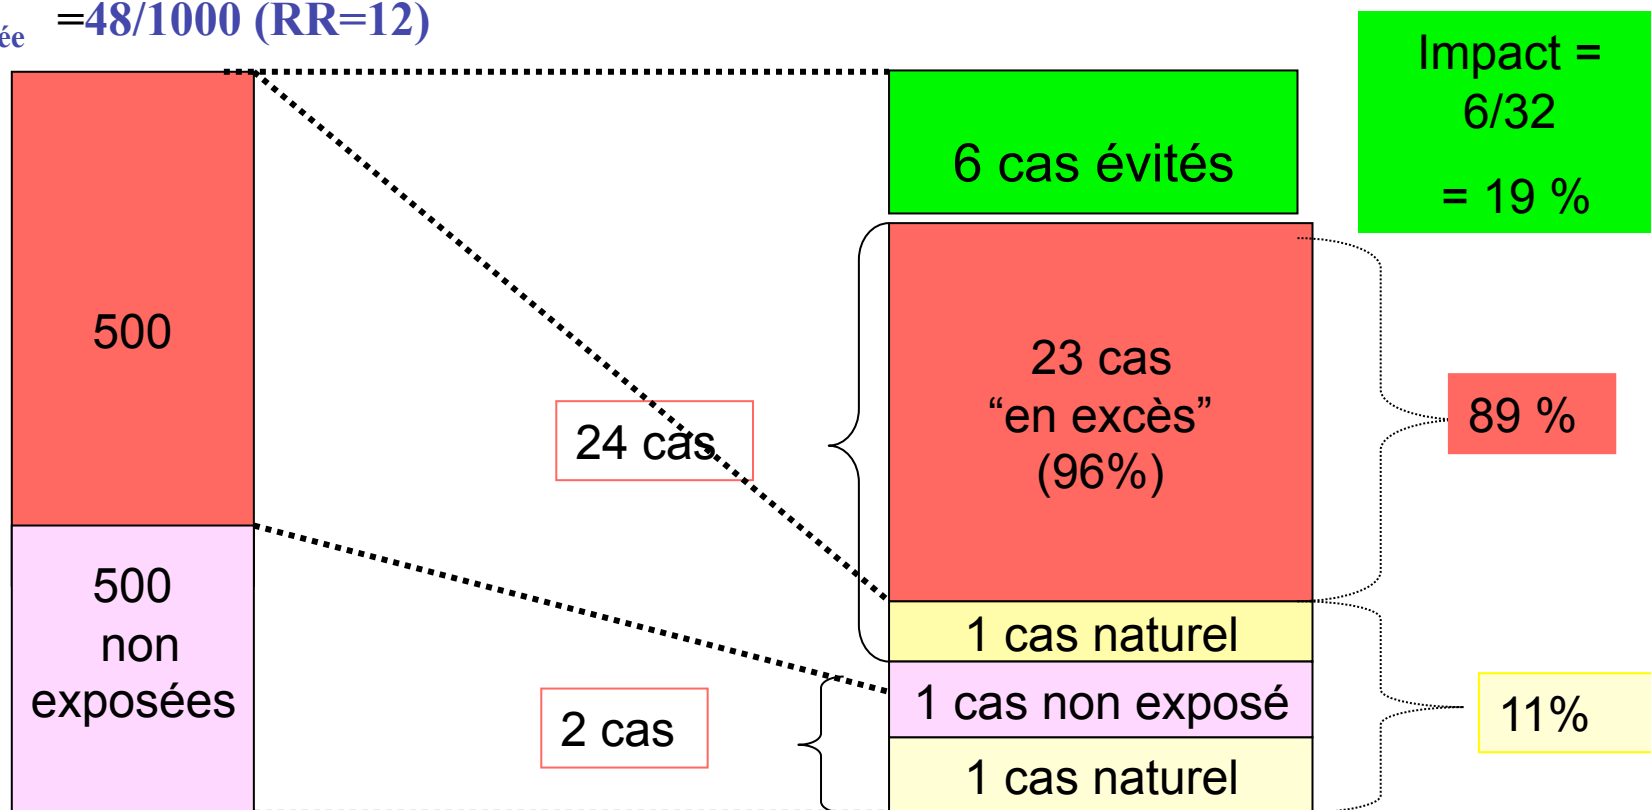 ée =48/1000 (RR=12)
Impact =
6/32
= 19 %
6 cas évités
500
23 cas
“en excès”
(96%)
89 %
24 cas
500
non
exposées
1 cas naturel
1 cas non exposé
2 cas
11%
1 cas naturel